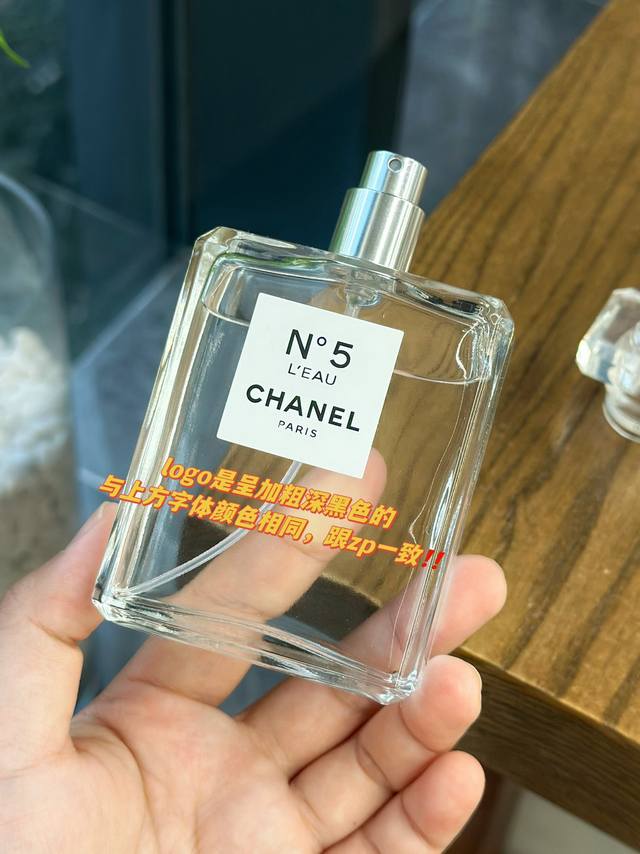 N°5
L'EAU
CHANEL
PARIS
logo是呈加粗深黑色的
与上方字体颜色相同，跟zp一致‼️